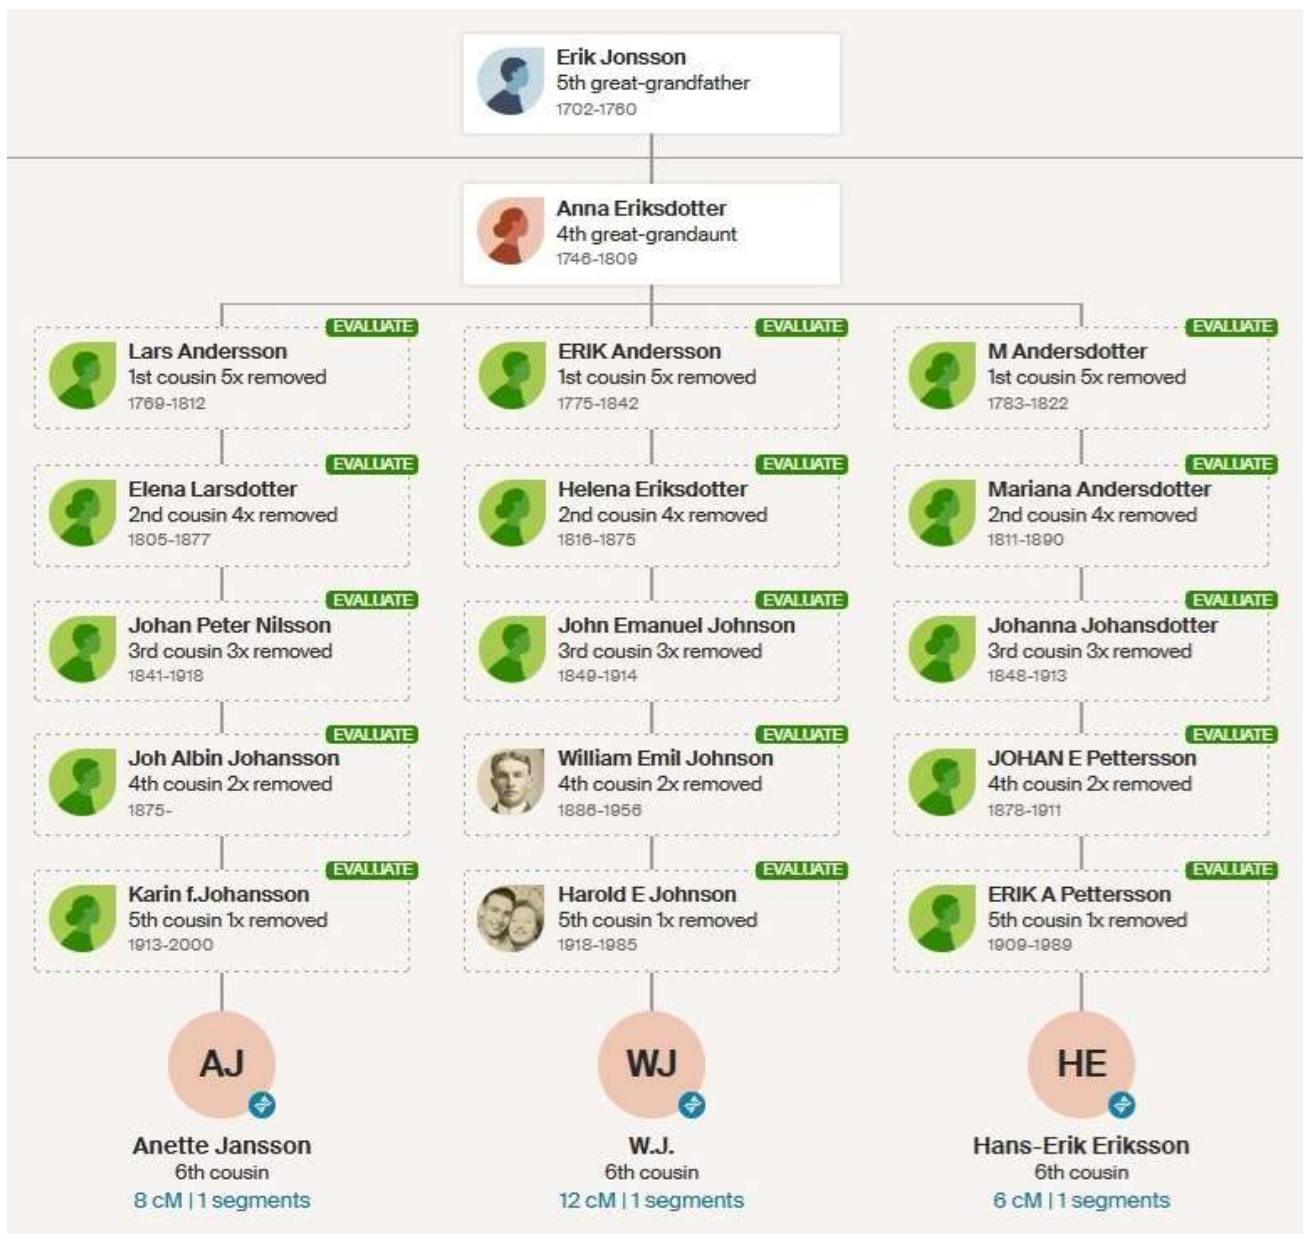 Erik Jonsson
5th great-grandfather
1702-1760
Anna Eriksdotter
4th great-grandaunt
1746-1809
EVALUATE
Lars Andersson
1st cousin 5x removed
1769-1812
EVALUATE
ERIK Andersson
1st cousin 5x removed
1775-1842
EVALUATE
M Andersdotter
1st cousin 5x removed
1783-1822
EVALUATE
Elena Larsdotter
2nd cousin 4x removed
1805-1877
EVALUATE
Helena Eriksdotter
2nd cousin 4x removed
1816-1875
EVALUATE
Mariana Andersdotter
2nd cousin 4x removed
1811-1890
EVALUATE
Johan Peter Nilsson
3rd cousin 3x removed
1841-1918
EVALUATE
John Emanuel Johnson
3rd cousin 3x removed
1849-1914
EVALUATE
Johanna Johansdotter
3rd cousin 3x removed
1848-1913
EVALUATE
Joh Albin Johansson
4th cousin 2x removed
1875-
EVALUATE
William Emil Johnson
4th cousin 2x removed
1886-1956
EVALUATE
JOHAN E Pettersson
4th cousin 2x removed
1878-1911
EVALUATE
Karin f.Johansson
5th cousin 1x removed
1913-2000
EVALUATE
Harold E Johnson
5th cousin 1x removed
1918-1985
EVALUATE
ERIK A Pettersson
5th cousin 1x removed
1909-1989
AJ
Anette Jansson
6th cousin
8 cM | 1 segments
WJ
W.J.
6th cousin
12 cM | 1 segments
HE
Hans-Erik Eriksson
6th cousin
6 cM | 1 segments